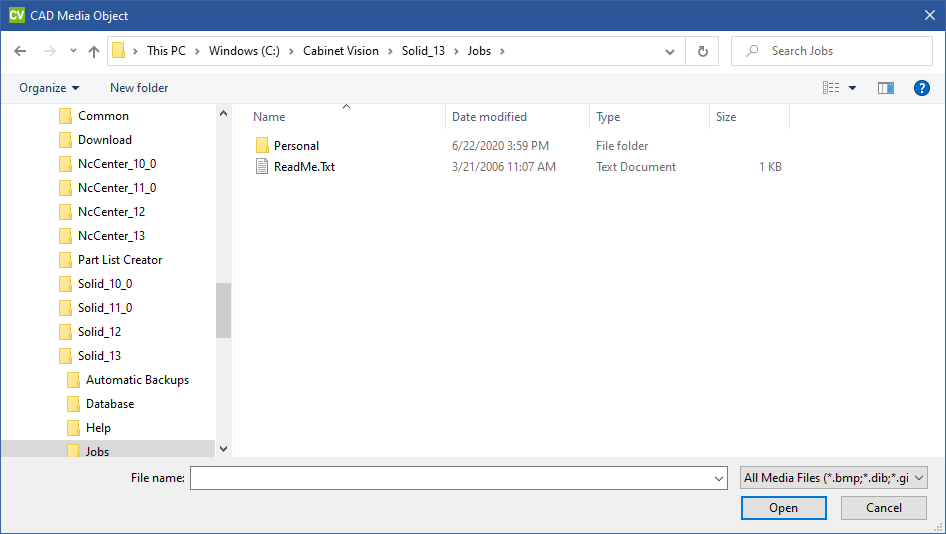 CV CAD Media Object
This PC > Windows (C:) > Cabinet Vision > Solid_13 > Jobs >
Search Jobs
Organize
New folder
?
Common
Download
NcCenter_10_0
NcCenter_11_0
NcCenter_12
NcCenter_13
Part List Creator
Solid_10_0
Solid_11_0
Solid_12
Solid_13
Automatic Backups
Database
Help
Jobs
Name Date modified Type Size
Personal 6/22/2020 3:59 PM File folder
ReadMe.Txt 3/21/2006 11:07 AM Text Document 1 KB
File name:
All Media Files (*.bmp;*.dib;*.gi
Open
Cancel